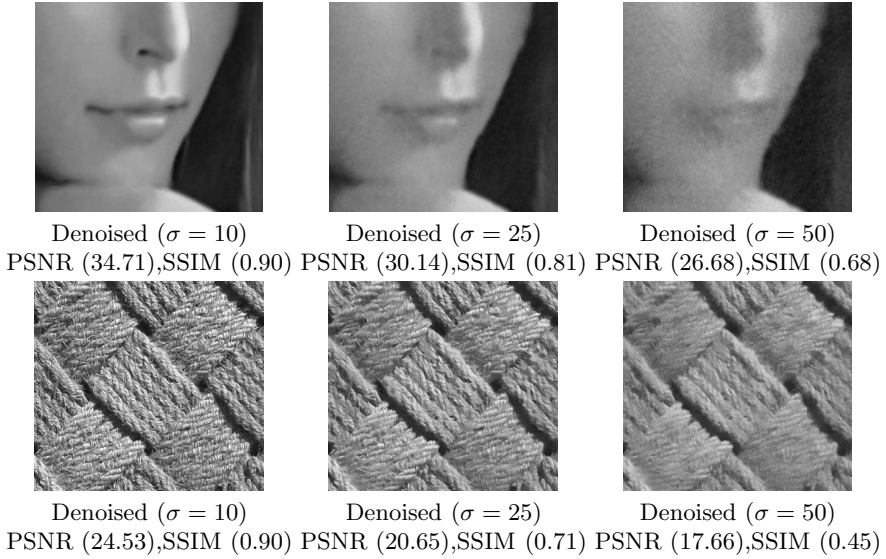 Denoised (σ = 10) Denoised (σ = 25) Denoised (σ = 50)
PSNR (34.71),SSIM (0.90) PSNR (30.14),SSIM (0.81) PSNR (26.68),SSIM (0.68)
Denoised (σ = 10) Denoised (σ = 25) Denoised (σ = 50)
PSNR (24.53),SSIM (0.90) PSNR (20.65),SSIM (0.71) PSNR (17.66),SSIM (0.45)